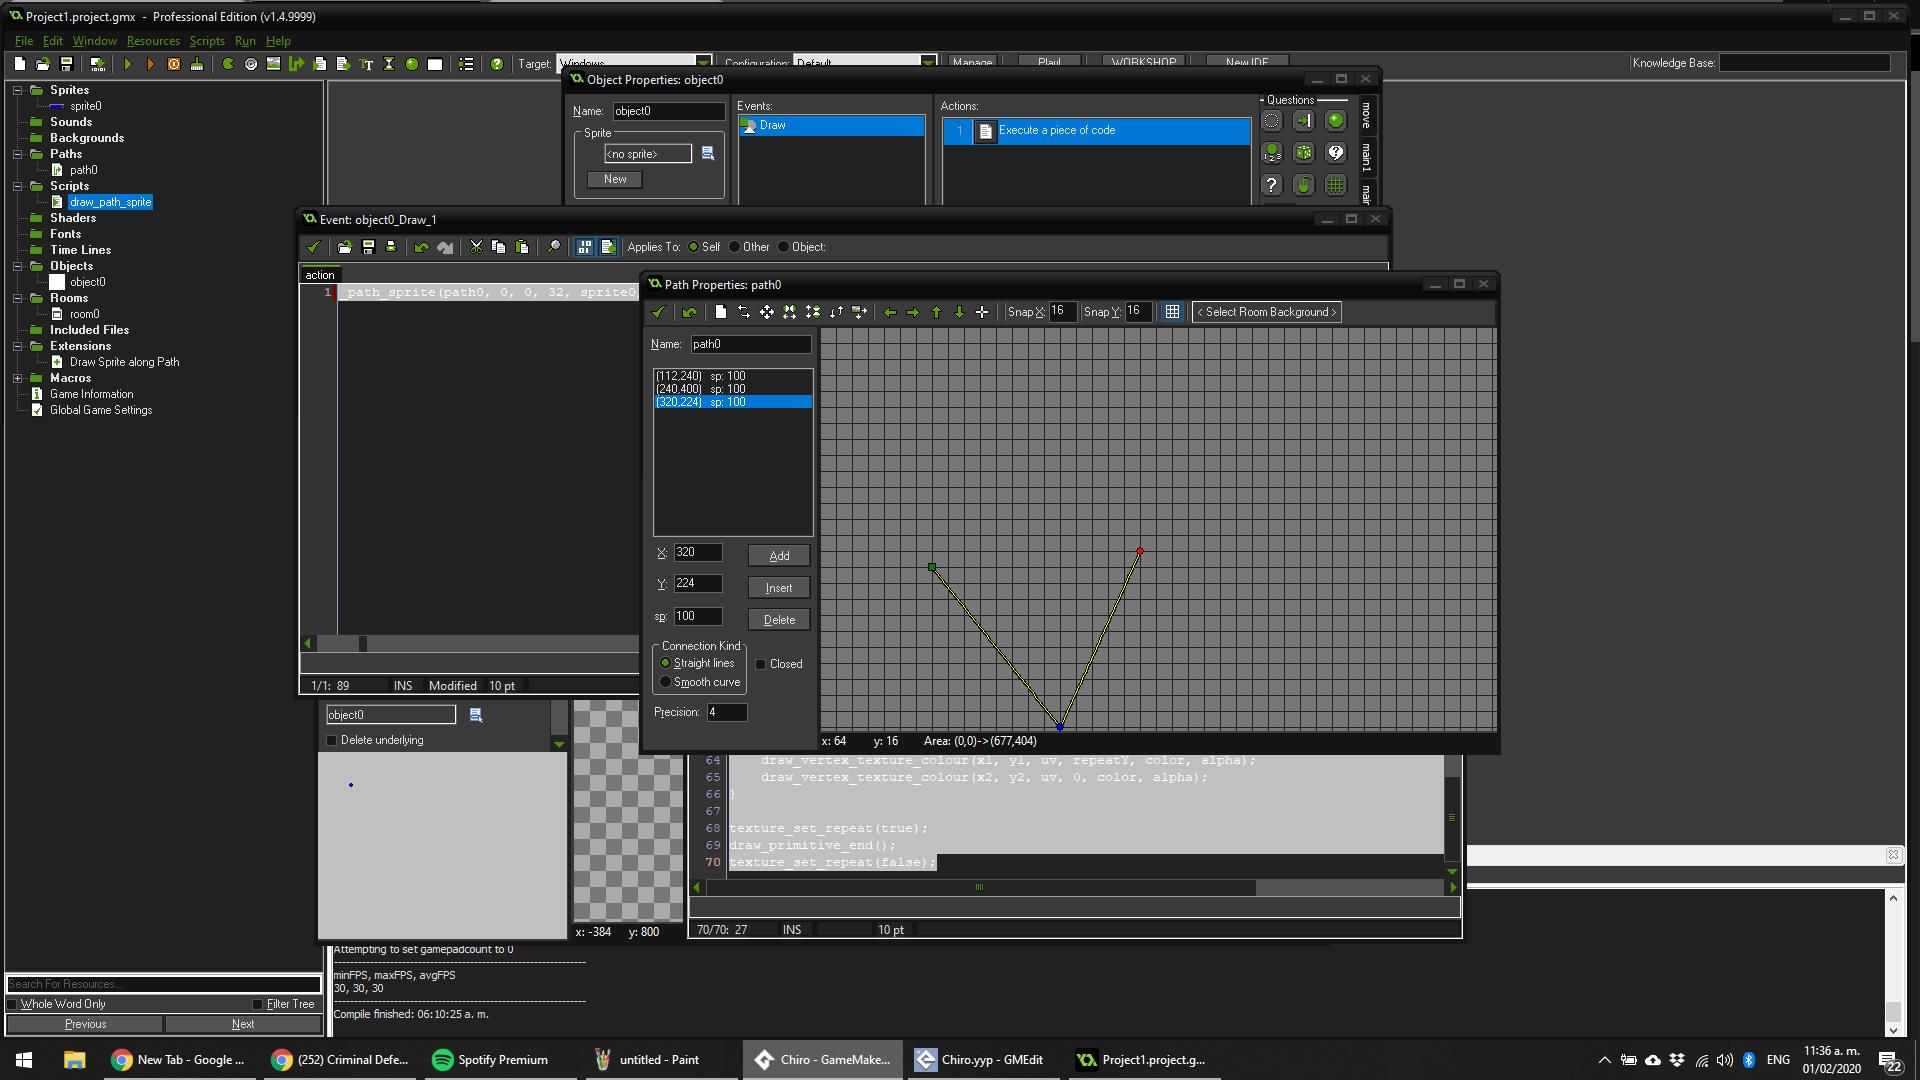 Project1.project.gmx - Professional Edition (v1.4.9999)
File Edit Window Resources Scripts Run Help
Target: Windows Configuration: Default Manage Play! WORKSHOP New IDE Knowledge Base:
Sprites
sprite0
Sounds
Backgrounds
Paths
path0
Scripts
draw_path_sprite
Shaders
Fonts
Time Lines
Objects
object0
Rooms
room0
Included Files
Extensions
Draw Sprite along Path
Macros
Game Information
Global Game Settings
Search For Resources...
Whole Word Only Filter Tree
Previous Next
Object Properties: object0
Name: object0
Sprite
<no sprite>
New
Events:
Draw
Actions:
1 Execute a piece of code
Questions
move
main1
Event: object0_Draw_1
Applies To: Self Other Object:
action
1 _path_sprite(path0, 0, 0, 32, sprite0
1/1: 89 INS Modified 10 pt
Path Properties: path0
Snap X: 16 Snap Y: 16 < Select Room Background >
Name: path0
(112,240) sp: 100
(240,400) sp: 100
(320,224) sp: 100
X: 320 Add
Y: 224 Insert
sp: 100 Delete
Connection Kind
Straight lines
Smooth curve
Closed
Precision: 4
x: 64 y: 16 Area: (0,0)->(677,404)
object0
Delete underlying
x: -384 y: 800
64 draw_vertex_texture_colour(x1, y1, uv, repeatY, color, alpha);
65 draw_vertex_texture_colour(x2, y2, uv, 0, color, alpha);
66 }
67
68 texture_set_repeat(true);
69 draw_primitive_end();
70 texture_set_repeat(false);
70/70: 27 INS 10 pt
Attempting to set gamepadcount to 0
minFPS, maxFPS, avgFPS
30, 30, 30
Compile finished: 06:10:25 a. m.
New Tab - Google ...
(252) Criminal Defe...
Spotify Premium
untitled - Paint
Chiro - GameMake...
Chiro.yyp - GMEdit
Project1.project.g...
ENG
11:36 a. m.
01/02/2020
22